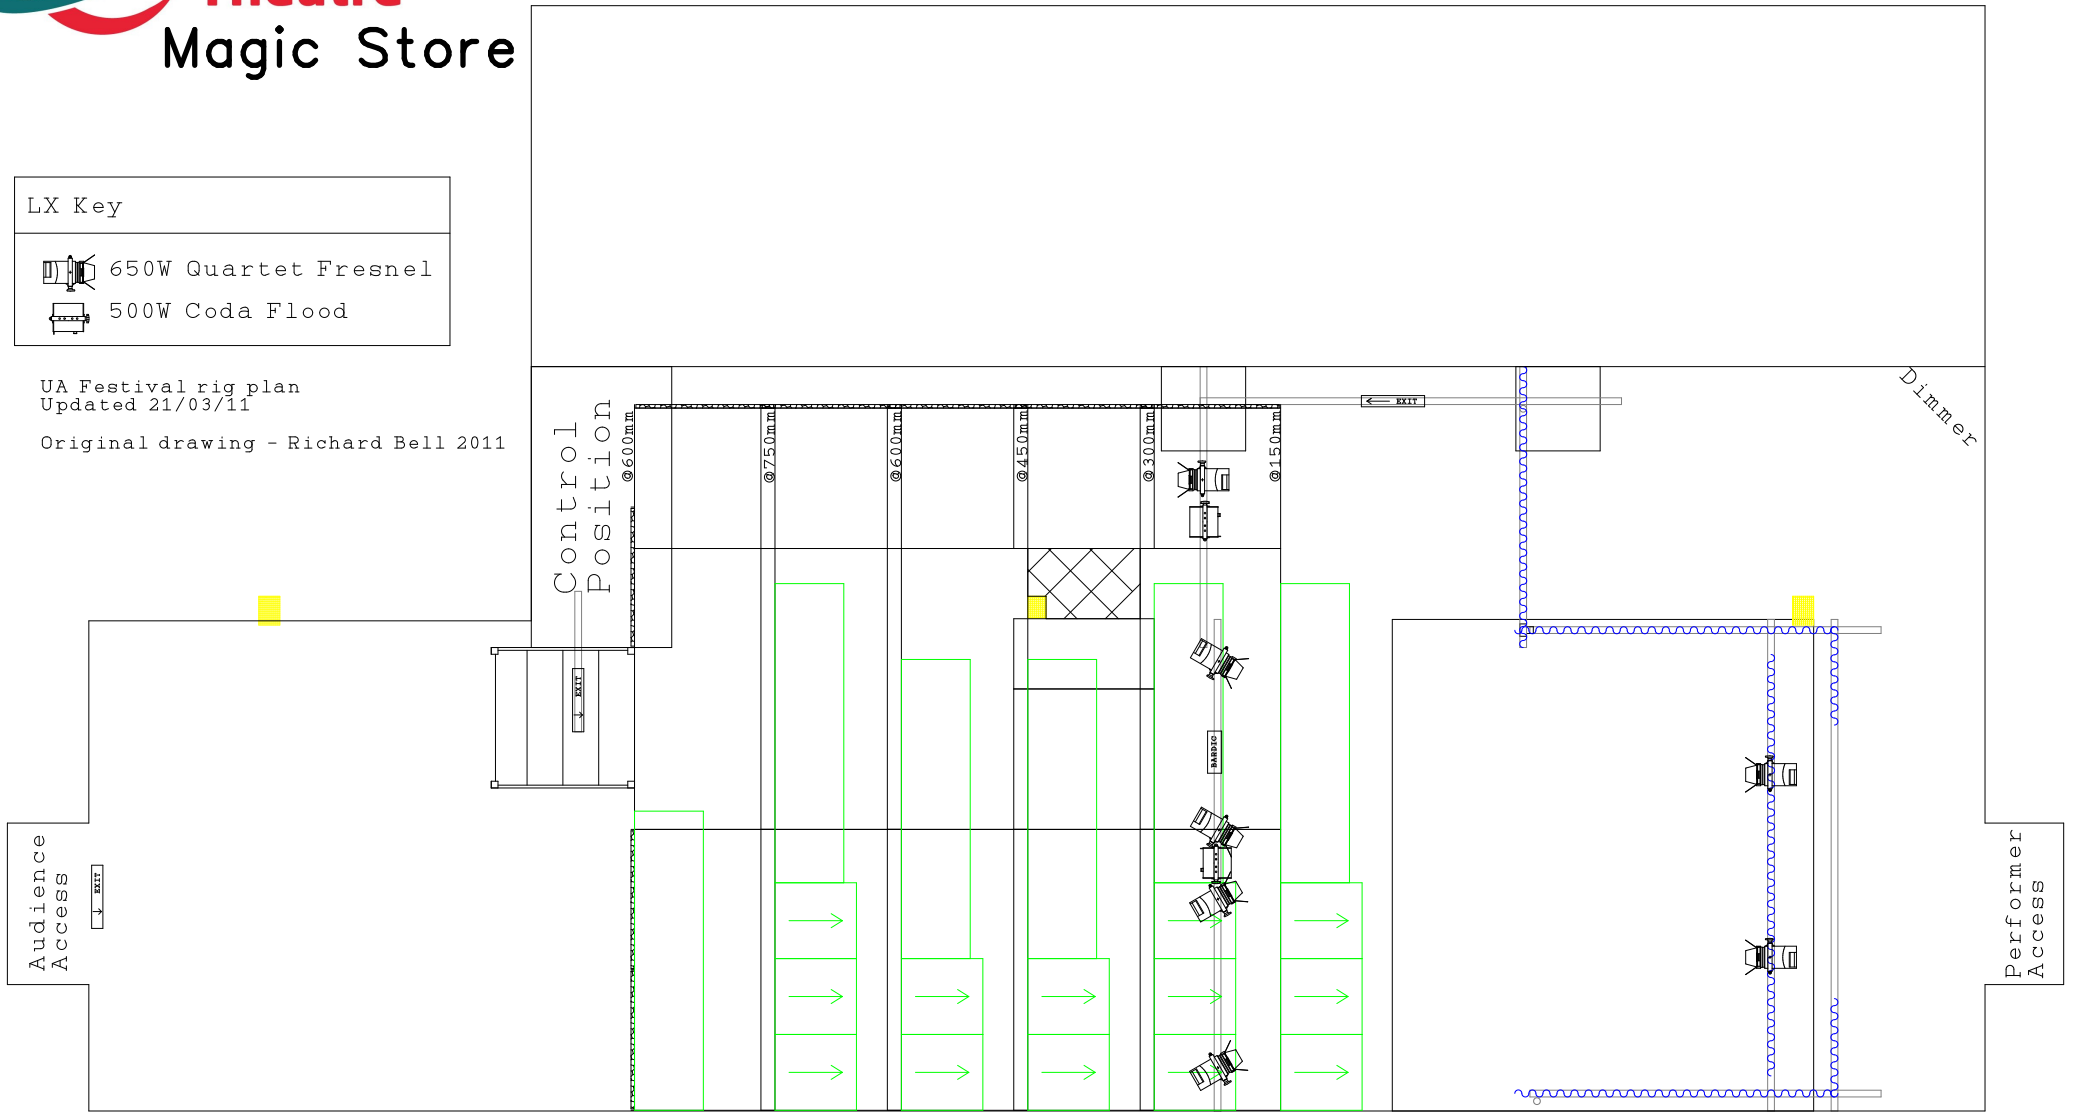 Theatre
Magic Store
LX Key
650W Quartet Fresnel
500W Coda Flood
UA Festival rig plan
Updated 21/03/11
Original drawing - Richard Bell 2011
Control
Position
@600mm
@750mm
@600mm
@450mm
@300mm
@150mm
EXIT
Dimmer
EXIT
BARDIC
Audience
Access
EXIT
Performer
Access